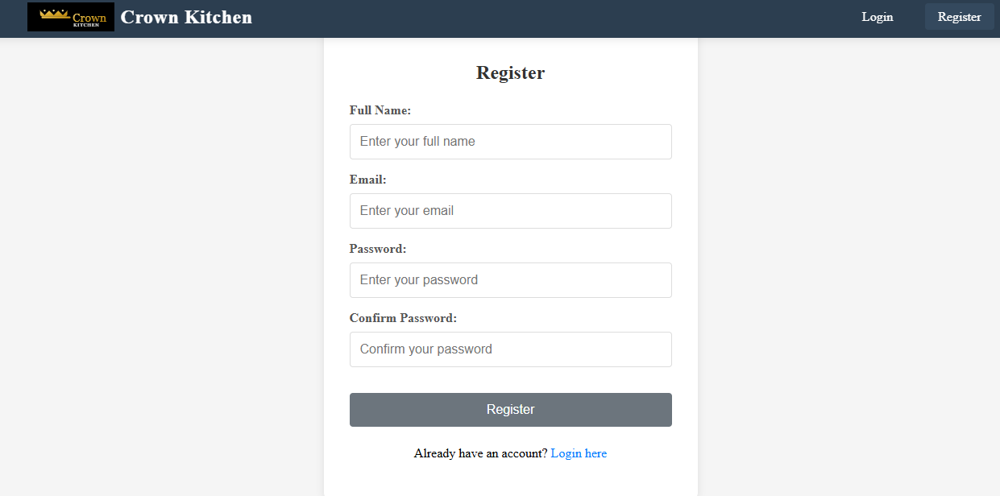 Crown
KITCHEN
Crown Kitchen
Login
Register
Register
Full Name:
Enter your full name
Email:
Enter your email
Password:
Enter your password
Confirm Password:
Confirm your password
Register
Already have an account? Login here